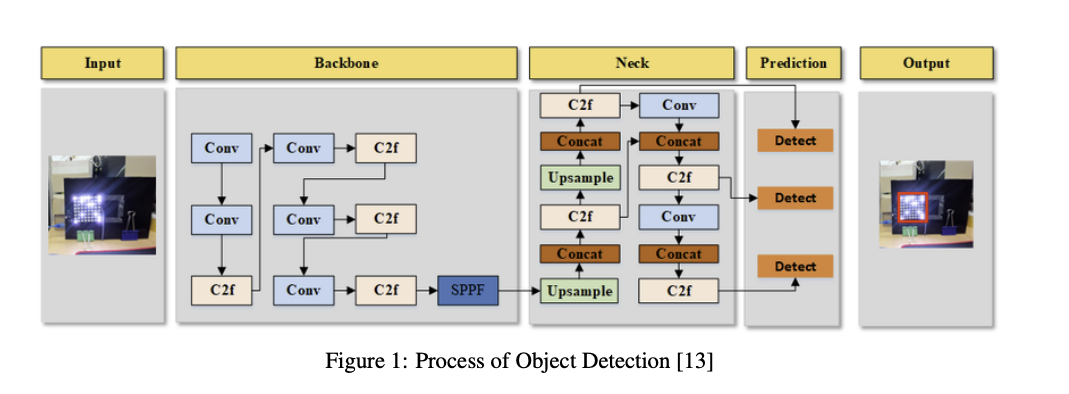 Input
Backbone
Neck
Prediction
Output
Conv
Conv
C2f
Conv
C2f
Conv
C2f
Conv
C2f
SPPF
Upsample
Concat
C2f
Upsample
Concat
C2f
Conv
Concat
C2f
Conv
Concat
C2f
Detect
Detect
Detect
Figure 1: Process of Object Detection [13]